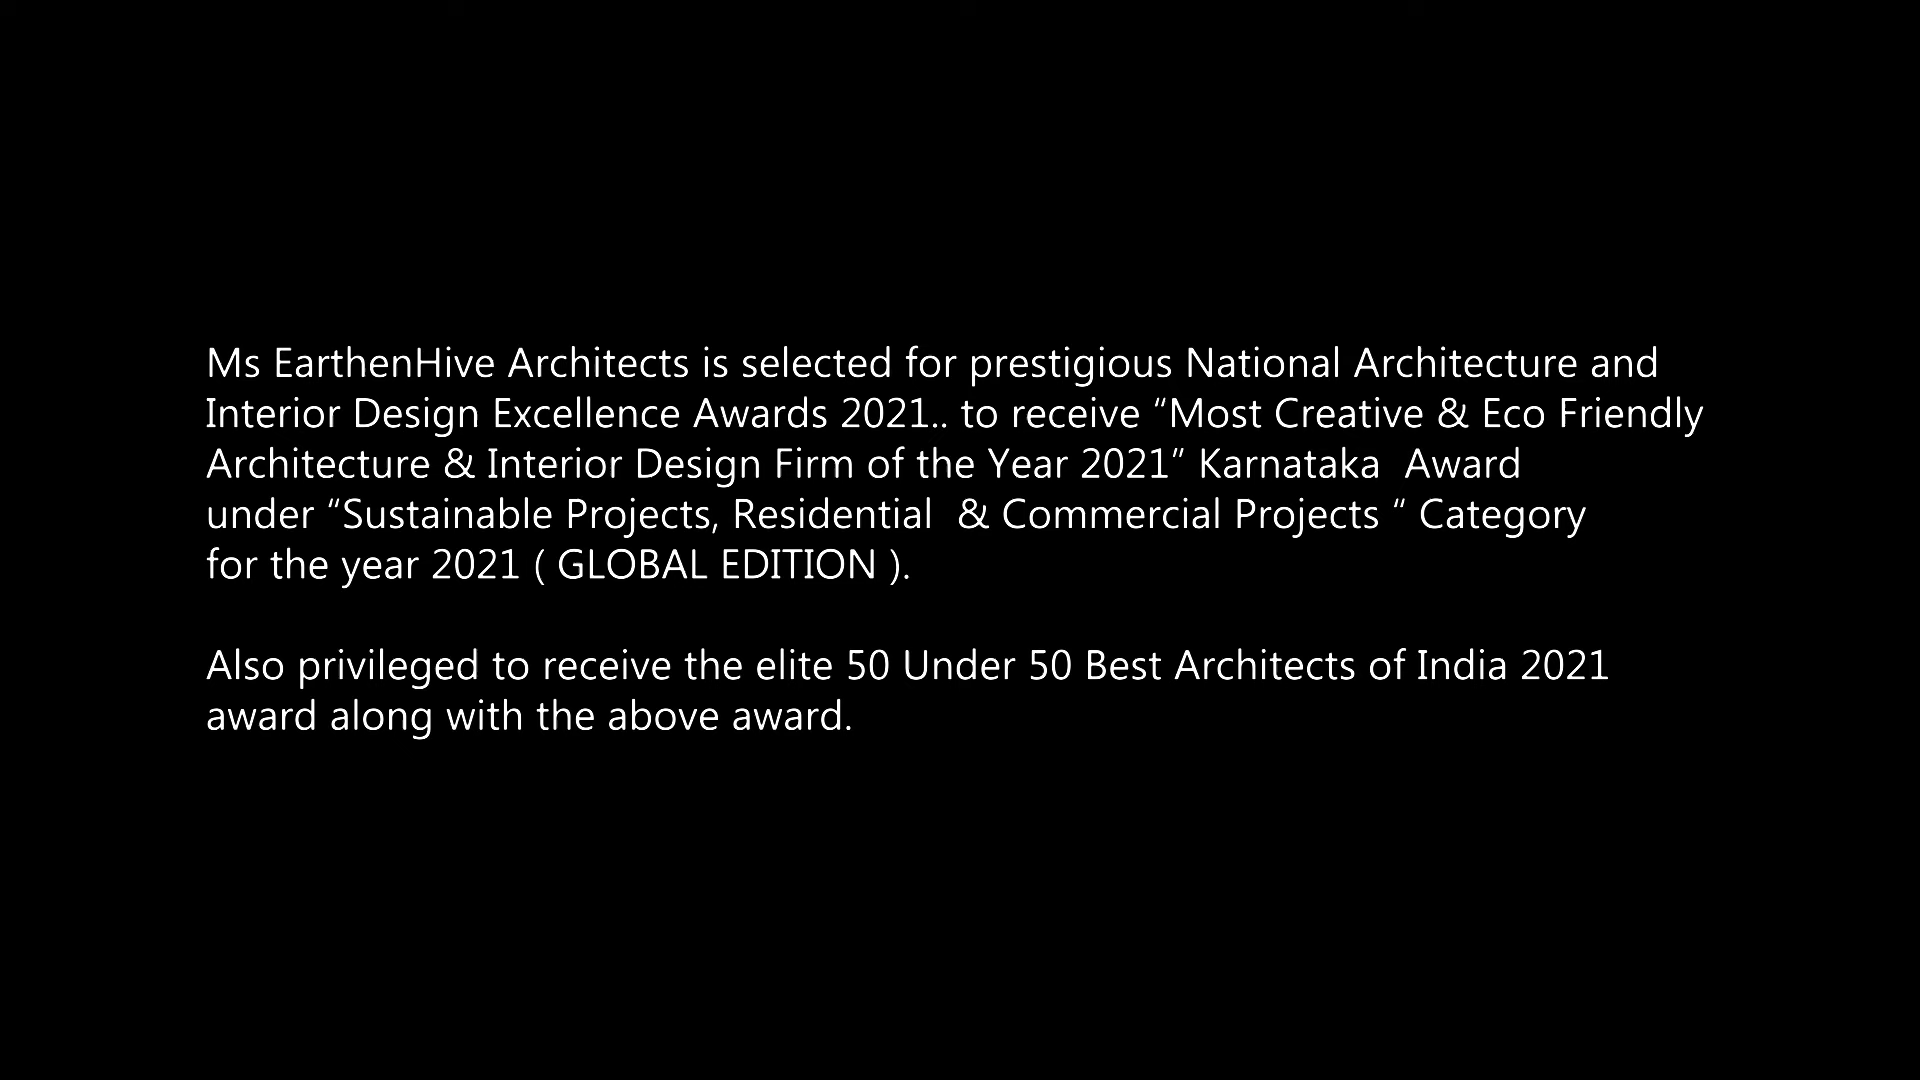 Ms EarthenHive Architects is selected for prestigious National Architecture and
Interior Design Excellence Awards 2021.. to receive “Most Creative & Eco Friendly
Architecture & Interior Design Firm of the Year 2021” Karnataka  Award
under “Sustainable Projects, Residential  & Commercial Projects “ Category
for the year 2021 ( GLOBAL EDITION ).

Also privileged to receive the elite 50 Under 50 Best Architects of India 2021
award along with the above award.